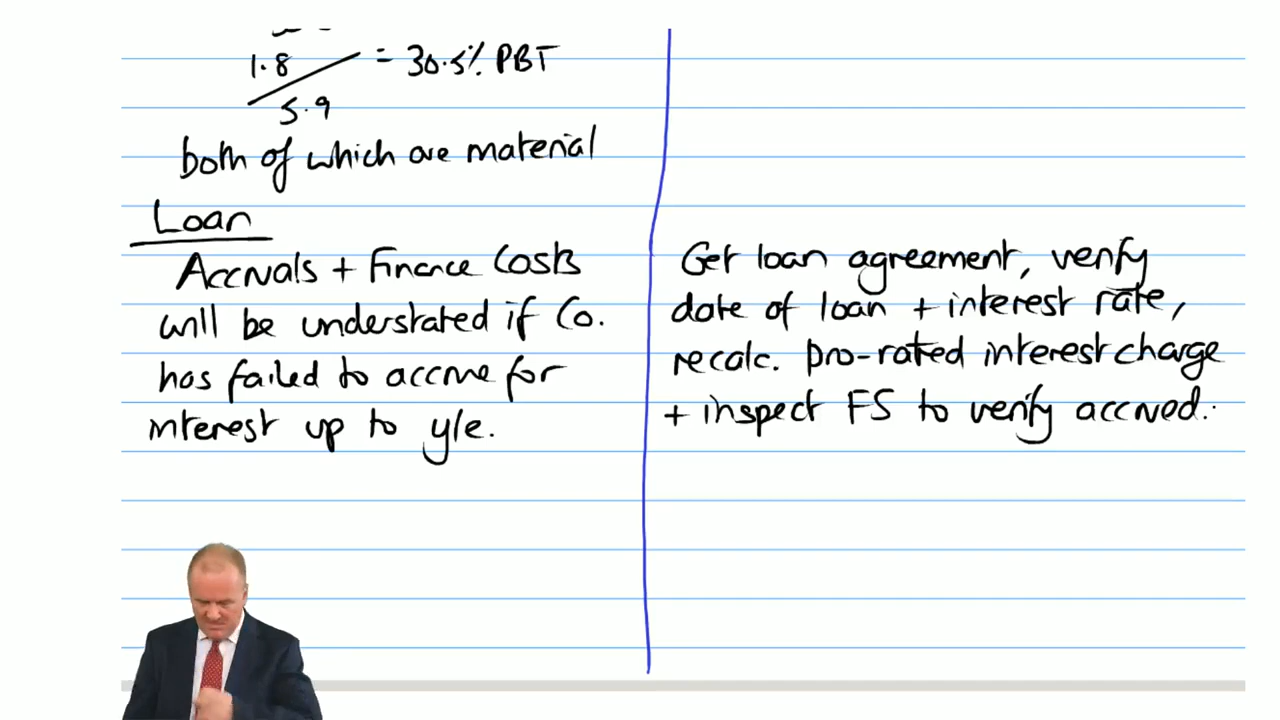 1.8
= 30.5% PBT
5.9
both of which are material
Loan
Accruals + Finance Costs
will be understated if Co.
has failed to accrue for
interest up to y/e.
Get loan agreement, verify
date of loan + interest rate,
recalc. pro-rated interest charge
+ inspect FS to verify accrued.